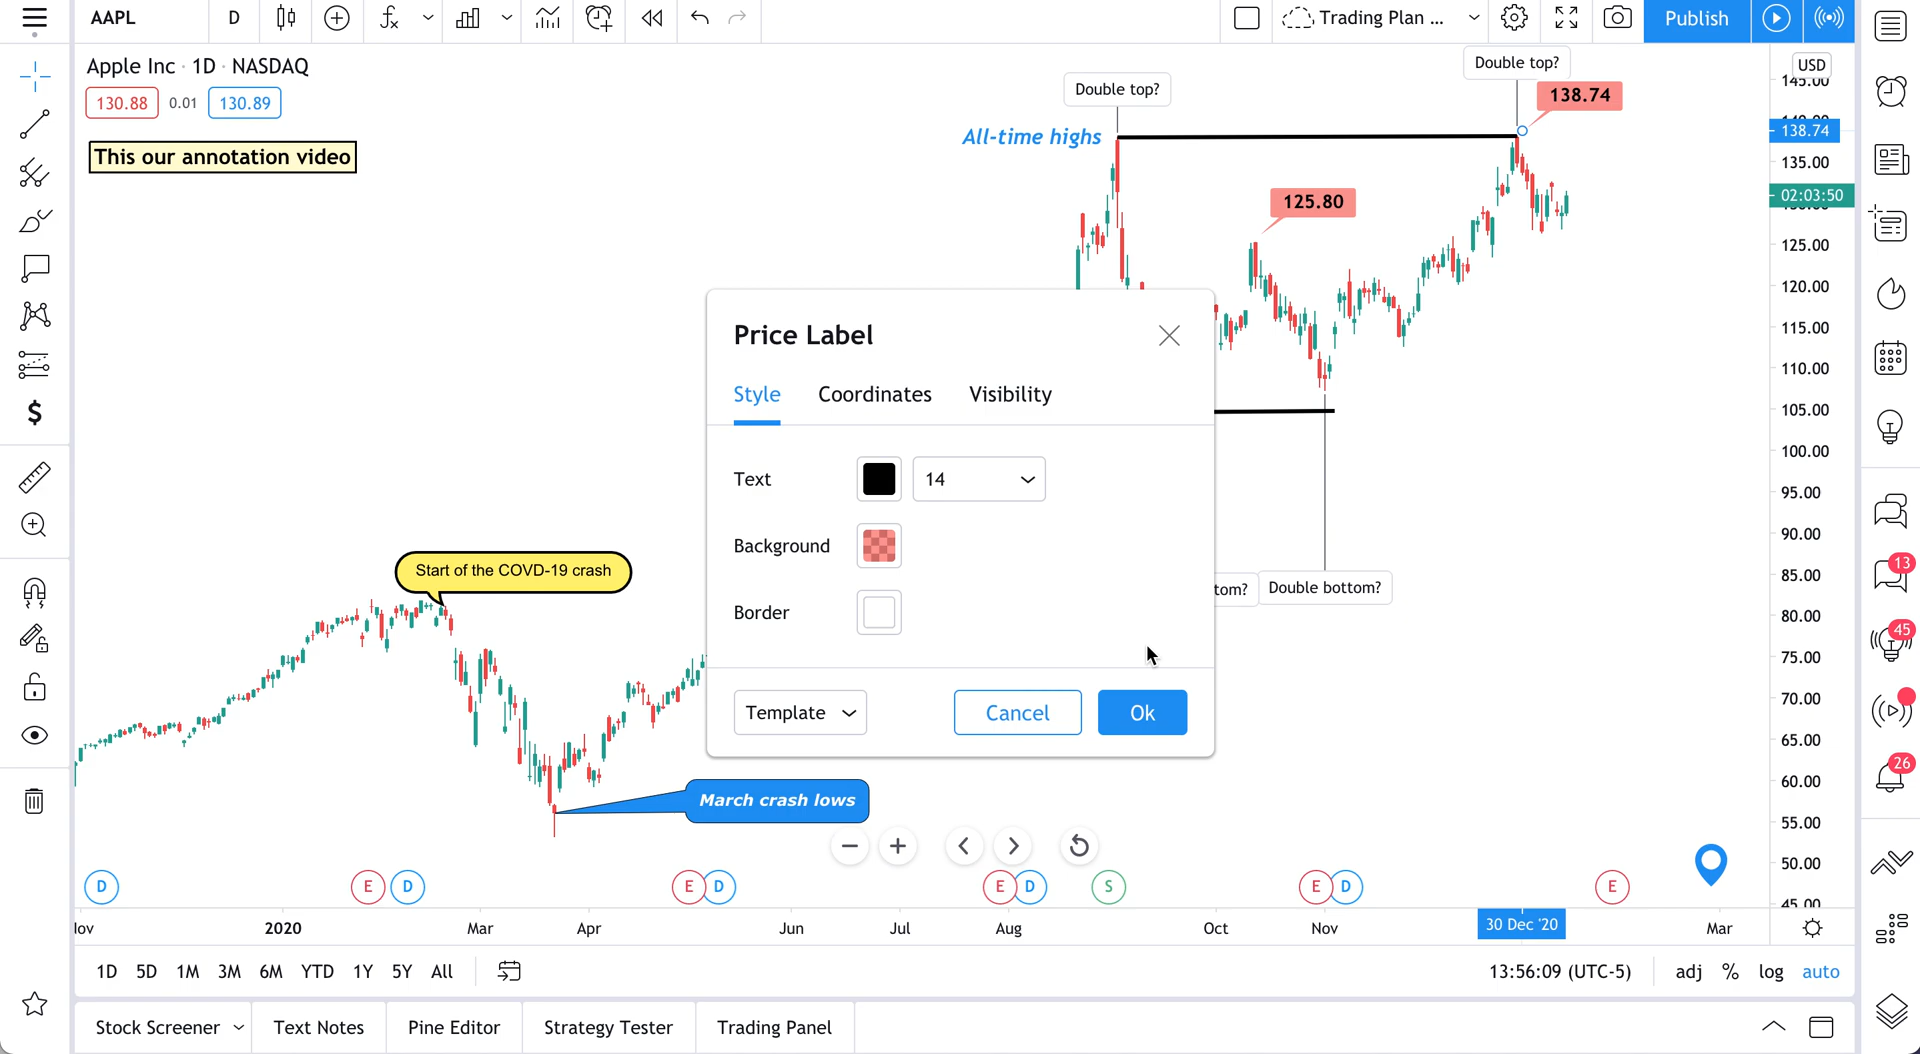 AAPL
D
Trading Plan ...
Publish
Apple Inc · 1D · NASDAQ
130.88
0.01
130.89
This our annotation video
Double top?
Double top?
138.74
All-time highs
125.80
USD
145.00
138.74
135.00
02:03:50
125.00
120.00
115.00
110.00
105.00
100.00
95.00
90.00
85.00
80.00
75.00
70.00
65.00
60.00
55.00
50.00
45.00
Price Label
Style
Coordinates
Visibility
Text
14
Background
Border
Template
Cancel
Ok
tom?
Double bottom?
Start of the COVD-19 crash
March crash lows
D
E
D
E
D
E
D
S
E
D
E
2020
Mar
Apr
Jun
Jul
Aug
Oct
Nov
30 Dec '20
Mar
1D
5D
1M
3M
6M
YTD
1Y
5Y
All
13:56:09 (UTC-5)
adj
%
log
auto
Stock Screener
Text Notes
Pine Editor
Strategy Tester
Trading Panel
13
45
26